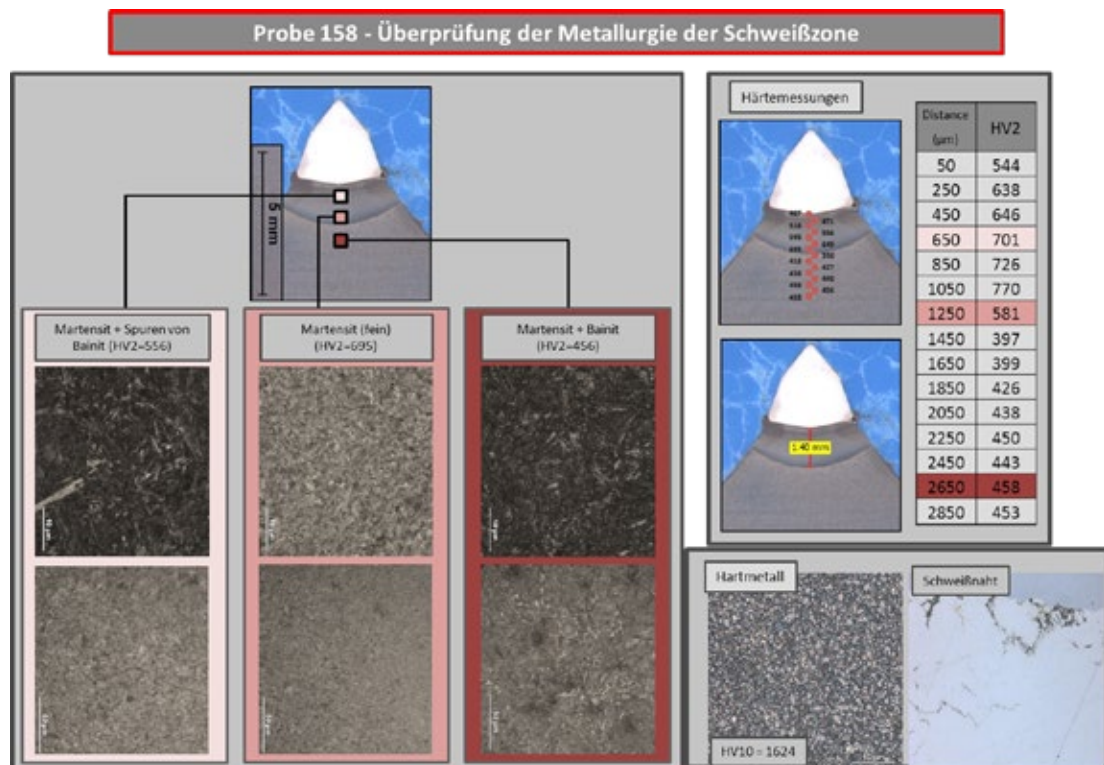 Probe 158 - Überprüfung der Metallurgie der Schweißzone
5 mm
Martensit + Spuren von
Bainit (HV2=556)
Martensit (fein)
(HV2=695)
Martensit + Bainit
(HV2=456)
Härtemessungen
1.40 mm
Distance
(µm)
HV2
50 544
250 638
450 646
650 701
850 726
1050 770
1250 581
1450 397
1650 399
1850 426
2050 438
2250 450
2450 443
2650 458
2850 453
Hartmetall
HV10 = 1624
Schweißnaht